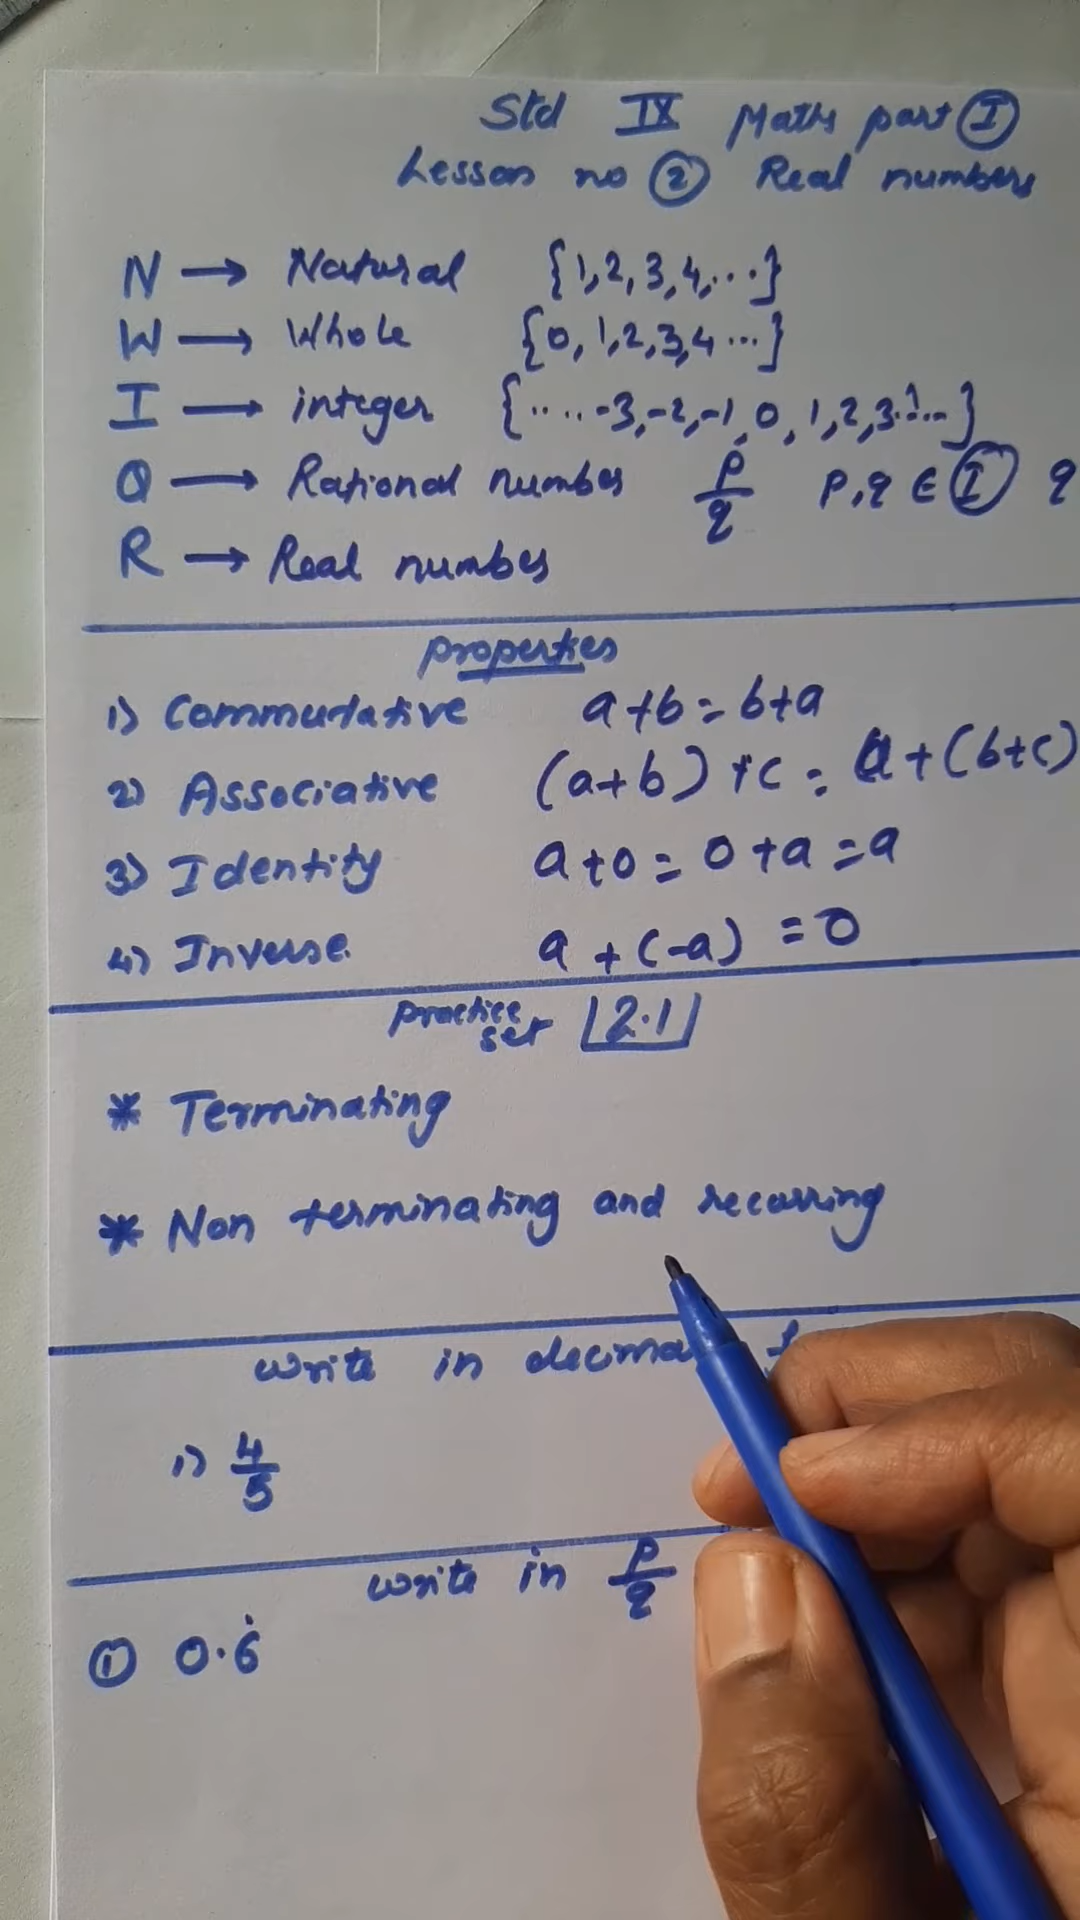 Std IX Maths part I
Lesson no 2 Real numbers
N → Natural {1,2,3,4,...}
W → Whole {0,1,2,3,4...}
I → integer {.....-3,-2,-1,0,1,2,3....}
Q → Rational number p/q p,q ∈ I q
R → Real number
properties
1) Commutative a+b=b+a
2) Associative (a+b)+c = a+(b+c)
3) Identity a+0=0+a=a
4) Inverse. a+(-a)=0
practice set 2.1
* Terminating
* Non terminating and recurring
write in decimal f
1) 4/5
write in p/q
① 0.6̇